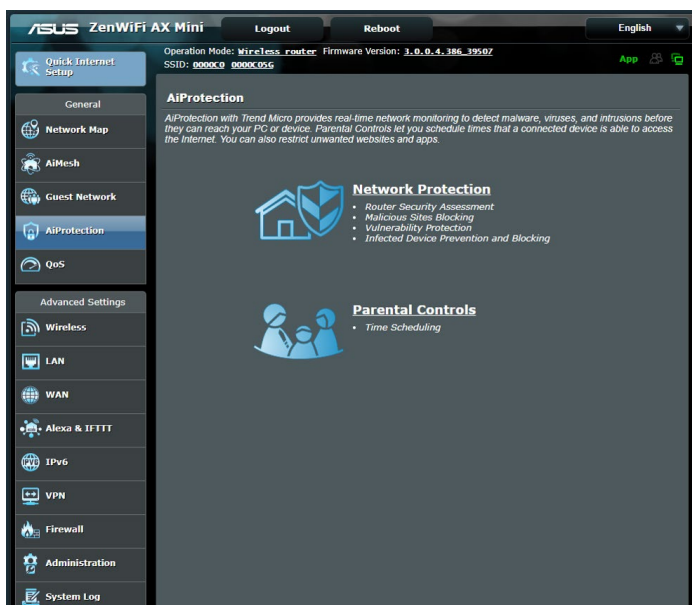 ASUS ZenWiFi AX Mini
Logout
Reboot
English
Quick Internet
Setup
Operation Mode: Wireless router Firmware Version: 3.0.0.4.386_39507
SSID: 0000C0 0000C05G
App
General
Network Map
AiMesh
Guest Network
AiProtection
QoS
Advanced Settings
Wireless
LAN
WAN
Alexa & IFTTT
IPv6
VPN
Firewall
Administration
System Log
AiProtection
AiProtection with Trend Micro provides real-time network monitoring to detect malware, viruses, and intrusions before
they can reach your PC or device. Parental Controls let you schedule times that a connected device is able to access
the Internet. You can also restrict unwanted websites and apps.
Network Protection
• Router Security Assessment
• Malicious Sites Blocking
• Vulnerability Protection
• Infected Device Prevention and Blocking
Parental Controls
• Time Scheduling